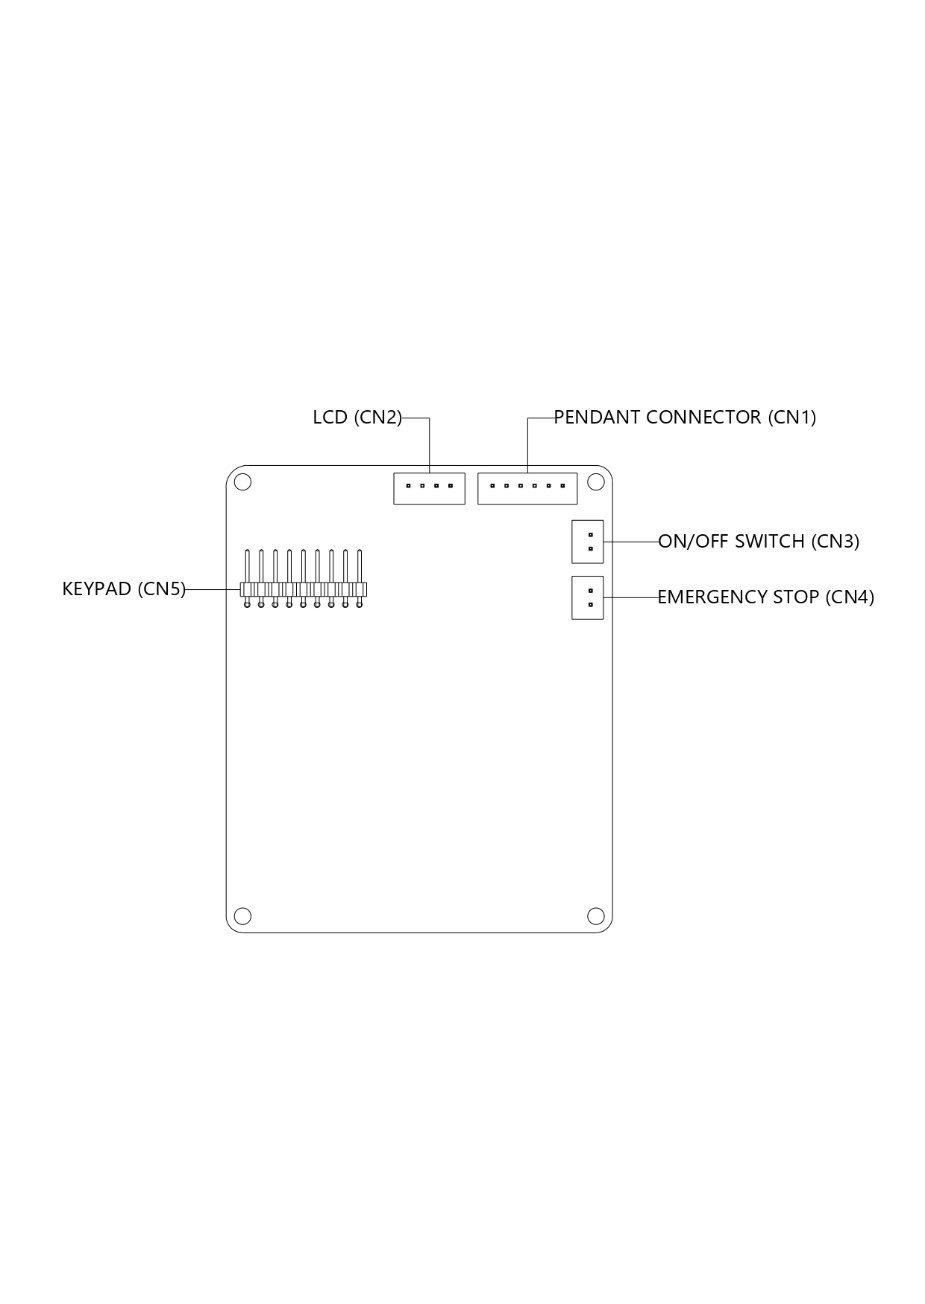 LCD (CN2)
PENDANT CONNECTOR (CN1)
ON/OFF SWITCH (CN3)
KEYPAD (CN5)
EMERGENCY STOP (CN4)